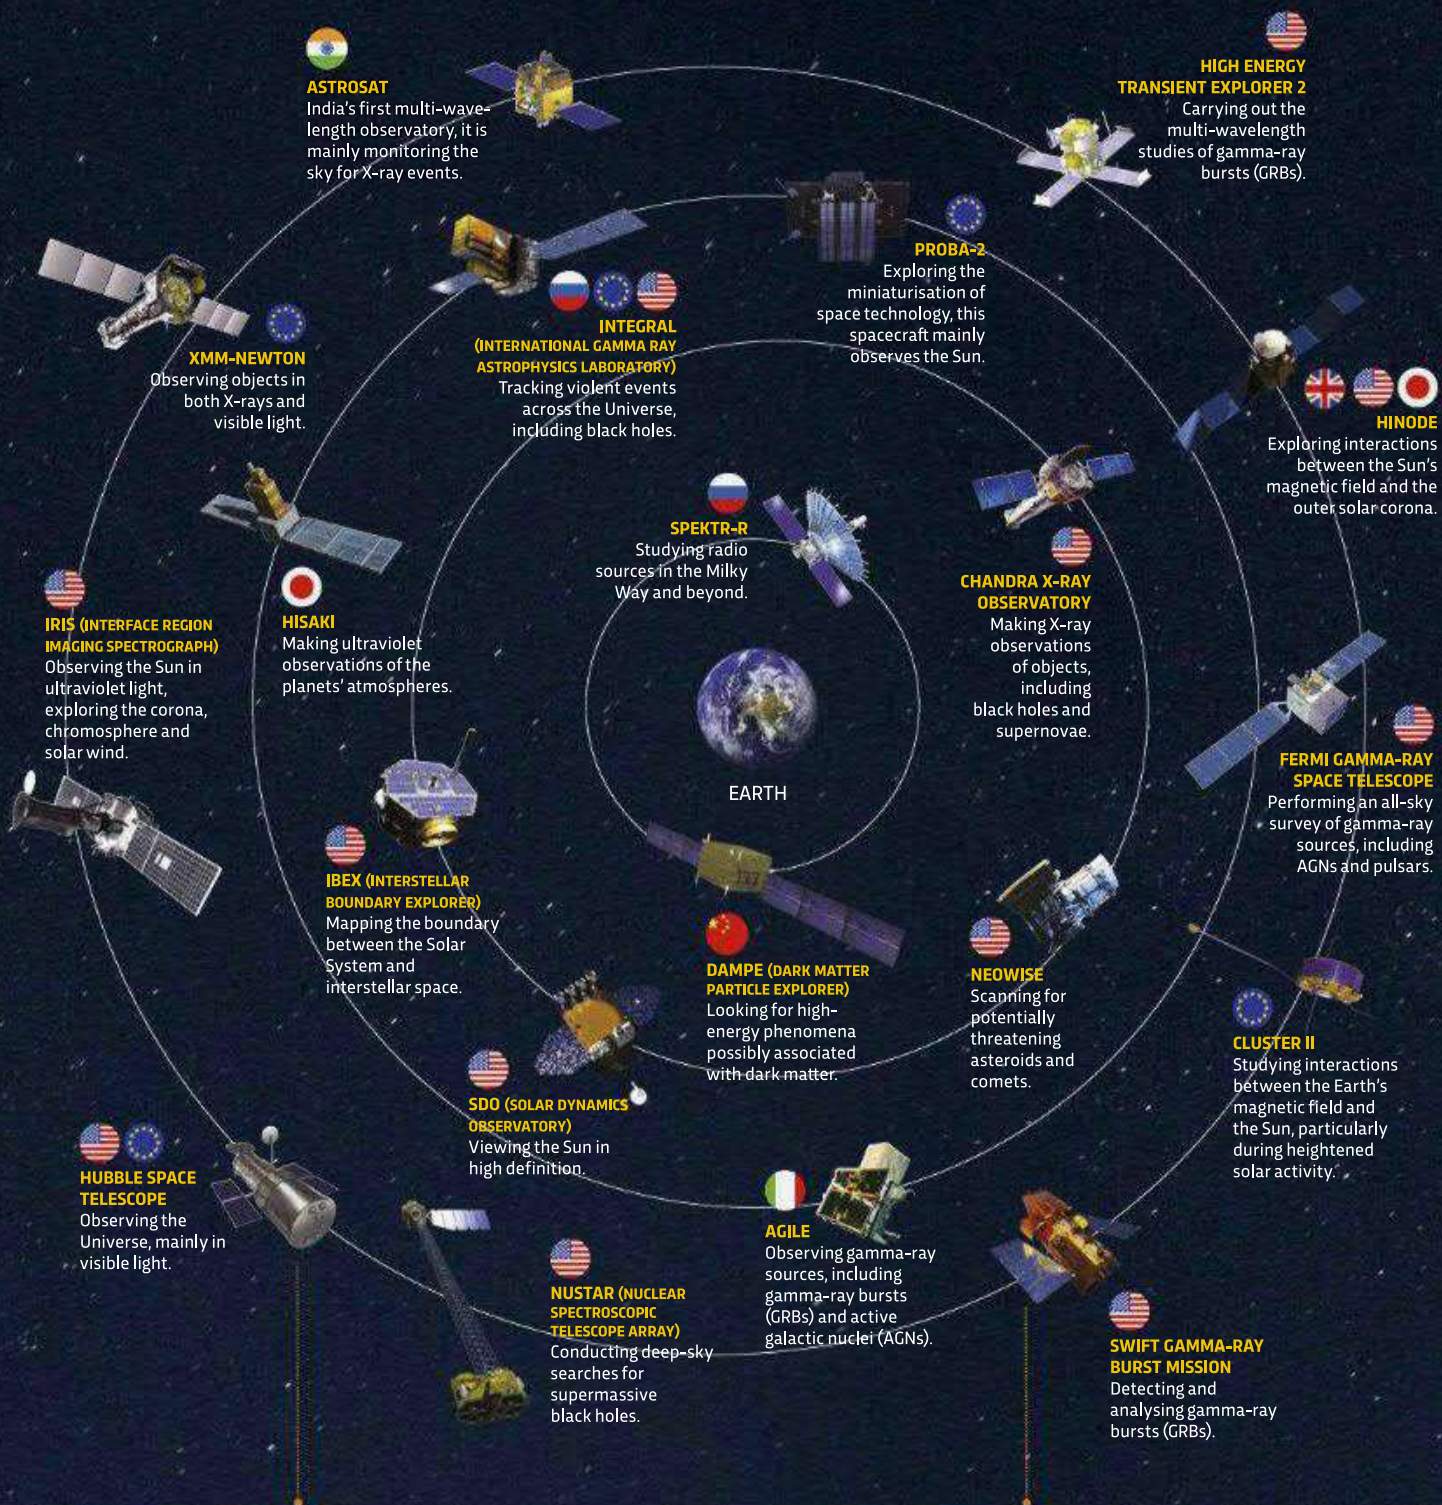 ASTROSAT
India's first multi-wave-
length observatory, it is
mainly monitoring the
sky for X-ray events.
HIGH ENERGY
TRANSIENT EXPLORER 2
Carrying out the
multi-wavelength
studies of gamma-ray
bursts (GRBs).
PROBA-2
Exploring the
miniaturisation of
space technology, this
spacecraft mainly
observes the Sun.
INTEGRAL
(INTERNATIONAL GAMMA RAY
ASTROPHYSICS LABORATORY)
Tracking violent events
across the Universe,
including black holes.
XMM-NEWTON
Observing objects in
both X-rays and
visible light.
HINODE
Exploring interactions
between the Sun's
magnetic field and the
outer solar corona.
SPEKTR-R
Studying radio
sources in the Milky
Way and beyond.
CHANDRA X-RAY
OBSERVATORY
Making X-ray
observations
of objects,
including
black holes and
supernovae.
IRIS (INTERFACE REGION
IMAGING SPECTROGRAPH)
Observing the Sun in
ultraviolet light,
exploring the corona,
chromosphere and
solar wind.
HISAKI
Making ultraviolet
observations of the
planets' atmospheres.
EARTH
FERMI GAMMA-RAY
SPACE TELESCOPE
Performing an all-sky
survey of gamma-ray
sources, including
AGNs and pulsars.
IBEX (INTERSTELLAR
BOUNDARY EXPLORER)
Mapping the boundary
between the Solar
System and
interstellar space.
DAMPE (DARK MATTER
PARTICLE EXPLORER)
Looking for high-
energy phenomena
possibly associated
with dark matter.
NEOWISE
Scanning for
potentially
threatening
asteroids and
comets.
CLUSTER II
Studying interactions
between the Earth's
magnetic field and
the Sun, particularly
during heightened
solar activity.
SDO (SOLAR DYNAMICS
OBSERVATORY)
Viewing the Sun in
high definition.
HUBBLE SPACE
TELESCOPE
Observing the
Universe, mainly in
visible light.
AGILE
Observing gamma-ray
sources, including
gamma-ray bursts
(GRBs) and active
galactic nuclei (AGNs).
NUSTAR (NUCLEAR
SPECTROSCOPIC
TELESCOPE ARRAY)
Conducting deep-sky
searches for
supermassive
black holes.
SWIFT GAMMA-RAY
BURST MISSION
Detecting and
analysing gamma-ray
bursts (GRBs).